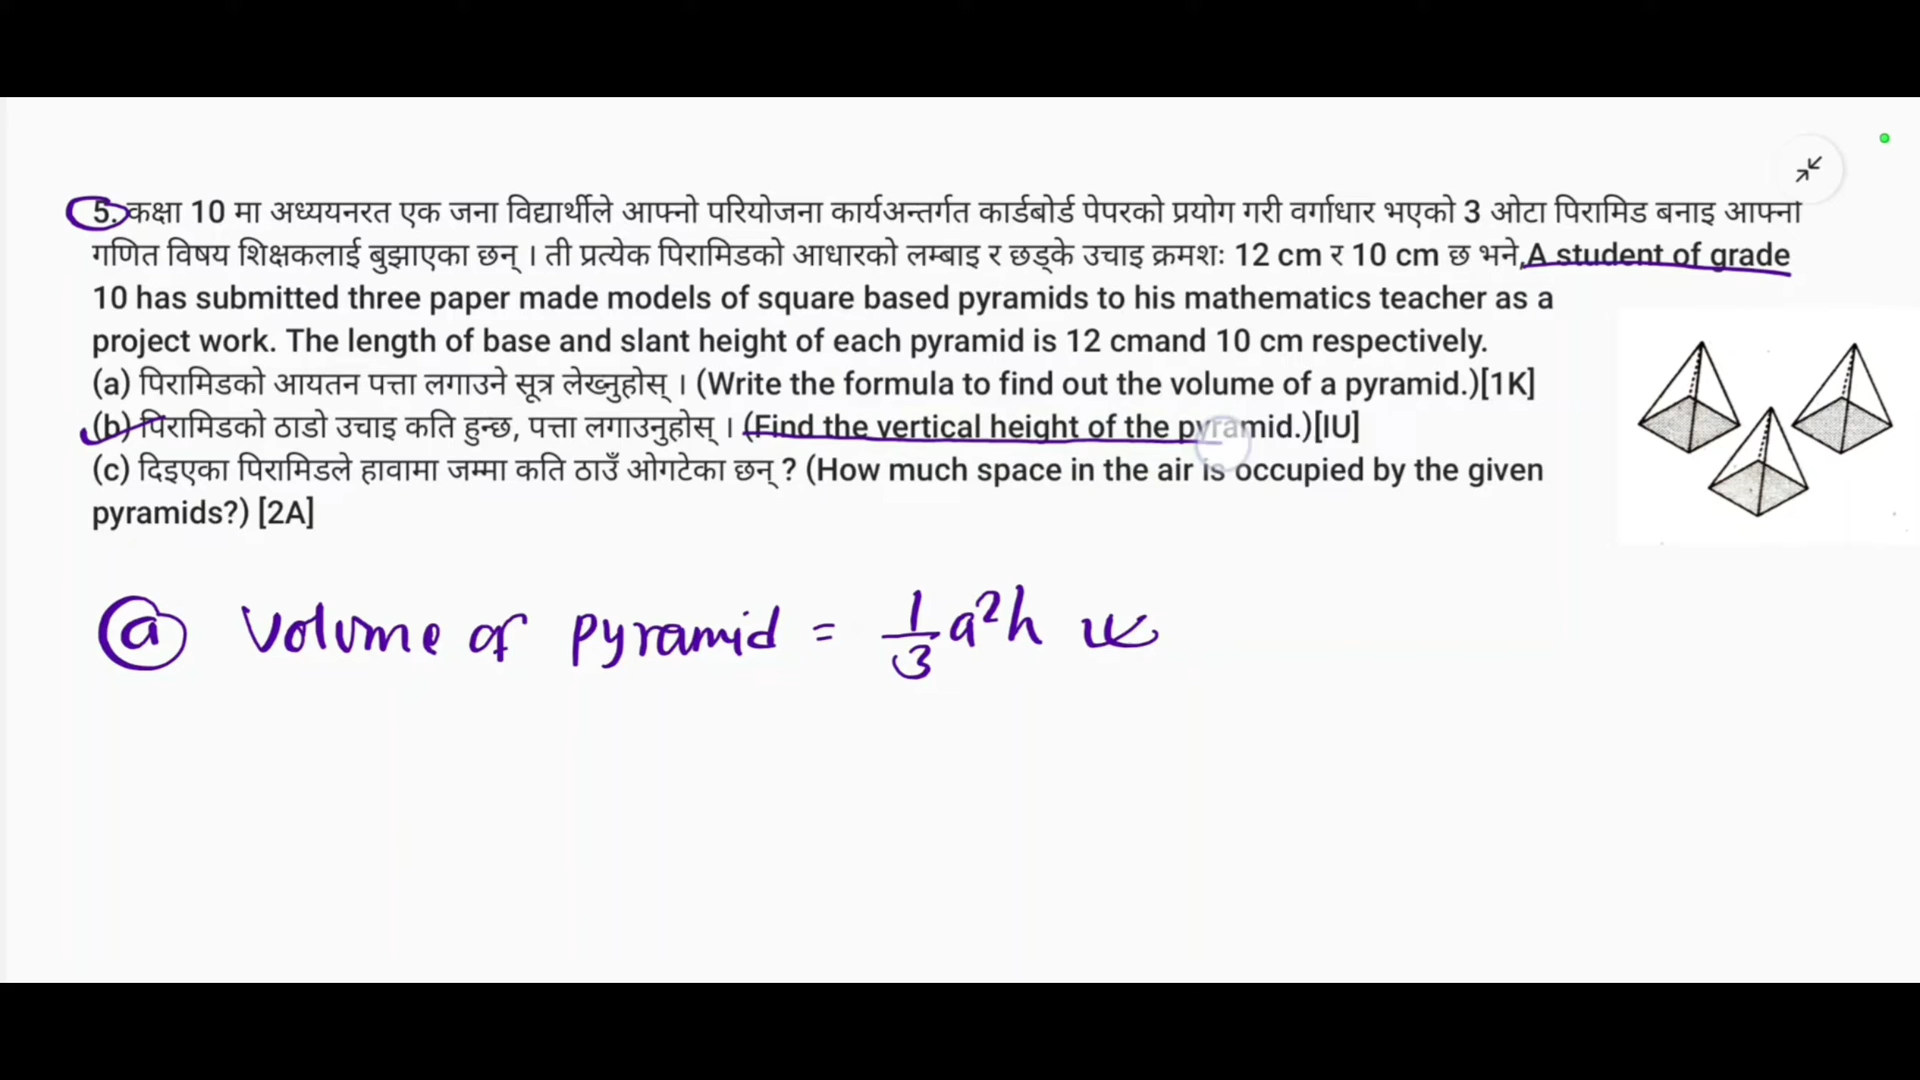 5. कक्षा 10 मा अध्ययनरत एक जना विद्यार्थीले आफ्नो परियोजना कार्यअन्तर्गत कार्डबोर्ड पेपरको प्रयोग गरी वर्गाधार भएको 3 ओटा पिरामिड बनाइ आफ्ना
गणित विषय शिक्षकलाई बुझाएका छन् । ती प्रत्येक पिरामिडको आधारको लम्बाइ र छड्के उचाइ क्रमशः 12 cm र 10 cm छ भने,A student of grade
10 has submitted three paper made models of square based pyramids to his mathematics teacher as a
project work. The length of base and slant height of each pyramid is 12 cmand 10 cm respectively.
(a) पिरामिडको आयतन पत्ता लगाउने सूत्र लेख्नुहोस् । (Write the formula to find out the volume of a pyramid.)[1K]
(b) पिरामिडको ठाडो उचाइ कति हुन्छ, पत्ता लगाउनुहोस् । (Find the vertical height of the pyramid.)[IU]
(c) दिइएका पिरामिडले हावामा जम्मा कति ठाउँ ओगटेका छन् ? (How much space in the air is occupied by the given
pyramids?) [2A]
a Volume of pyramid = 1/3 a²h